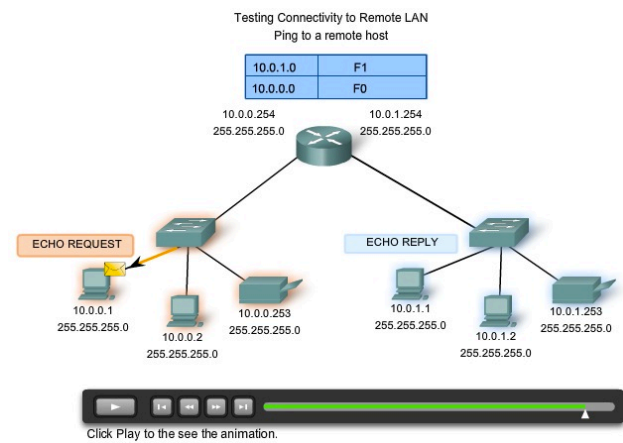 Testing Connectivity to Remote LAN
Ping to a remote host
10.0.1.0 F1
10.0.0.0 F0
10.0.0.254
255.255.255.0
10.0.1.254
255.255.255.0
ECHO REQUEST
ECHO REPLY
10.0.0.1
255.255.255.0
10.0.0.2
255.255.255.0
10.0.0.253
255.255.255.0
10.0.1.1
255.255.255.0
10.0.1.2
255.255.255.0
10.0.1.253
255.255.255.0
Click Play to the see the animation.